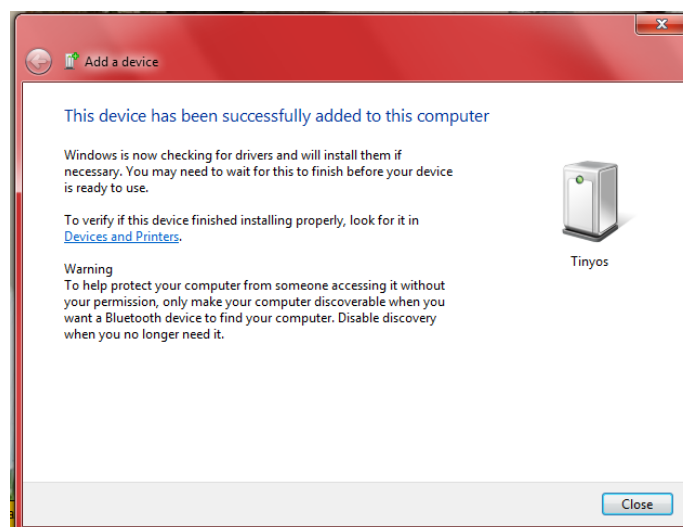 Add a device
This device has been successfully added to this computer
Windows is now checking for drivers and will install them if
necessary. You may need to wait for this to finish before your device
is ready to use.
To verify if this device finished installing properly, look for it in
Devices and Printers.
Warning
To help protect your computer from someone accessing it without
your permission, only make your computer discoverable when you
want a Bluetooth device to find your computer. Disable discovery
when you no longer need it.
Tinyos
Close